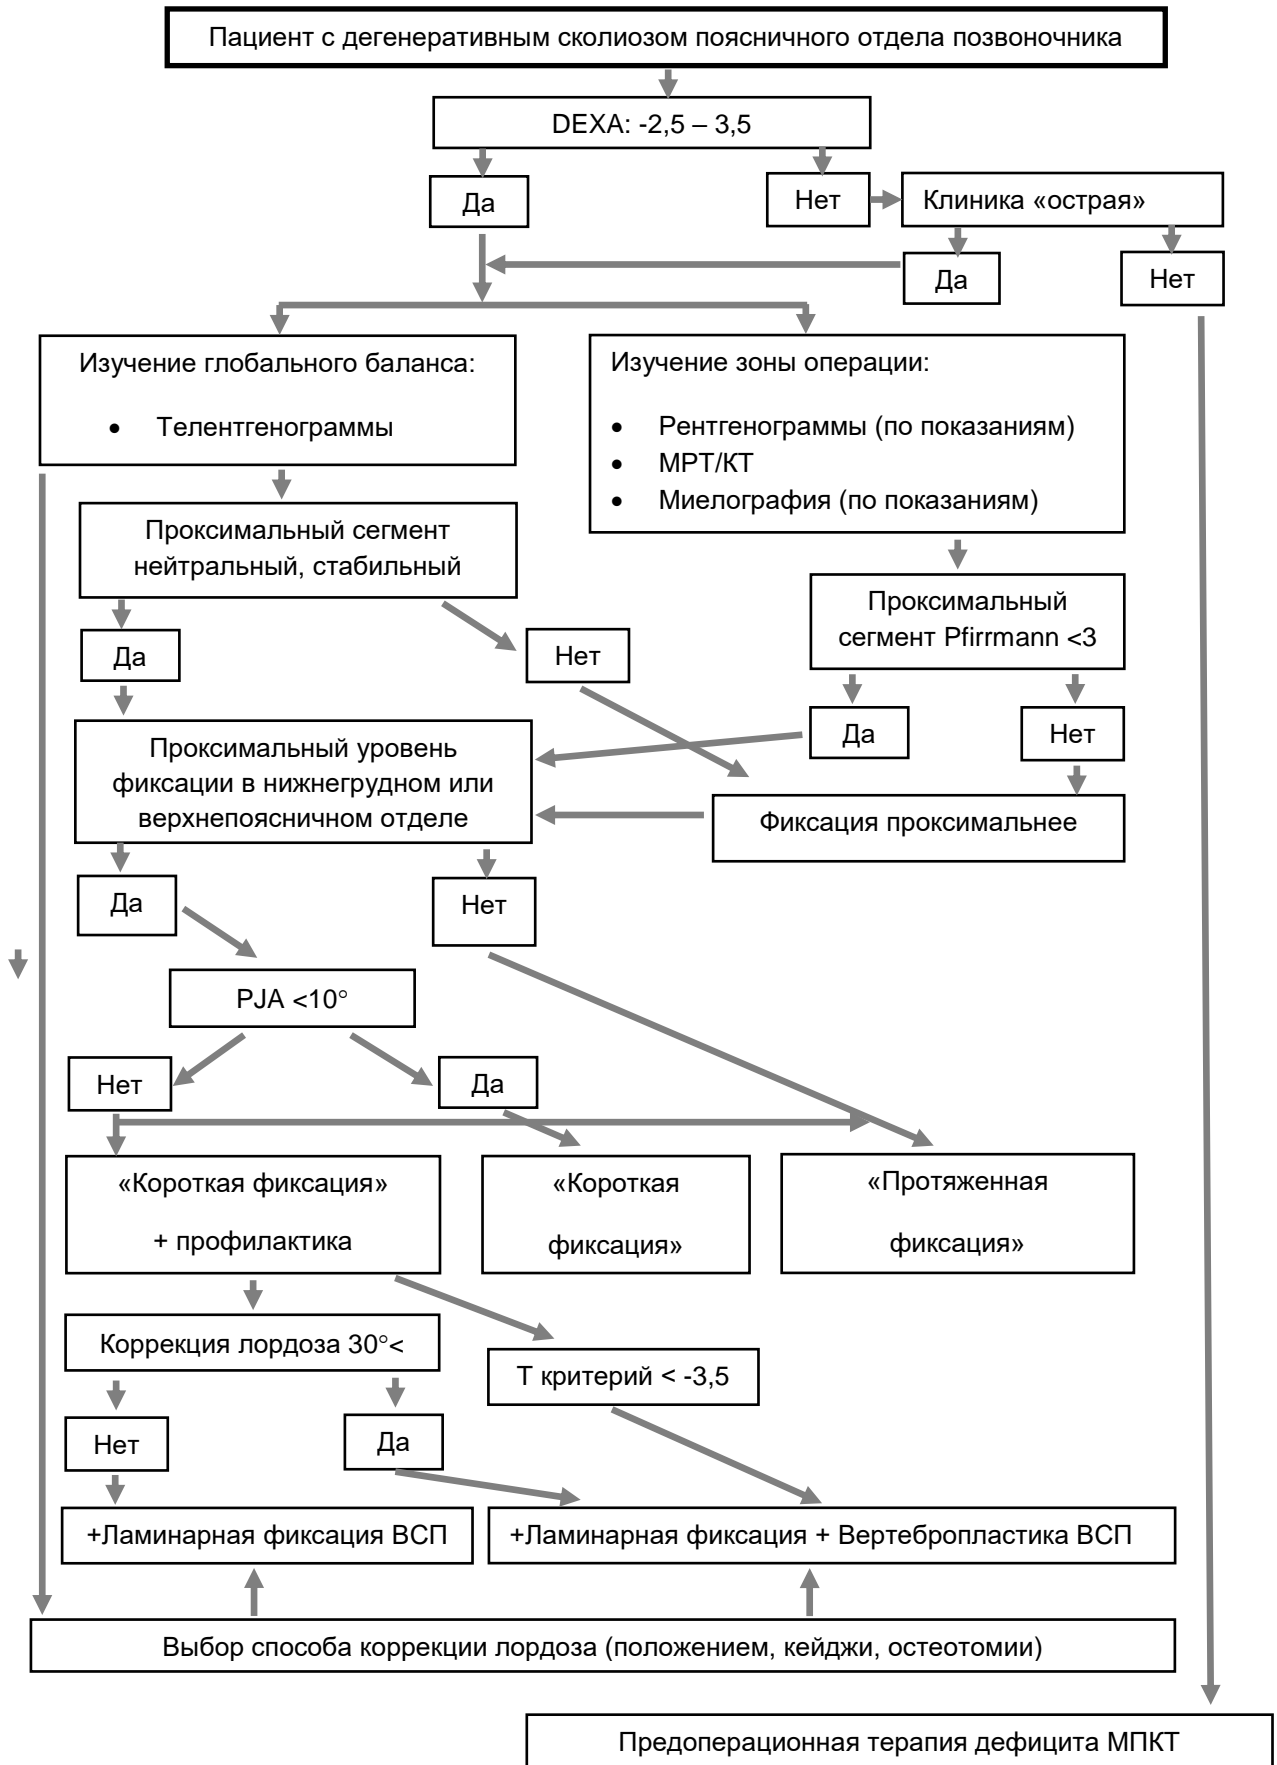 Пациент с дегенеративным сколиозом поясничного отдела позвоночника
DEXA: -2,5 – 3,5
Да
Нет
Клиника «острая»
Да
Нет
Изучение глобального баланса:
• Телентгенограммы
Изучение зоны операции:
• Рентгенограммы (по показаниям)
• МРТ/КТ
• Миелография (по показаниям)
Проксимальный сегмент
нейтральный, стабильный
Проксимальный
сегмент Pfirrmann <3
Да
Нет
Да
Нет
Проксимальный уровень
фиксации в нижнегрудном или
верхнепоясничном отделе
Фиксация проксимальнее
Да
Нет
PJA <10°
Нет
Да
«Короткая фиксация»
+ профилактика
«Короткая
фиксация»
«Протяженная
фиксация»
Коррекция лордоза 30°<
Т критерий < -3,5
Нет
Да
+Ламинарная фиксация ВСП
+Ламинарная фиксация + Вертебропластика ВСП
Выбор способа коррекции лордоза (положением, кейджи, остеотомии)
Предоперационная терапия дефицита МПКТ